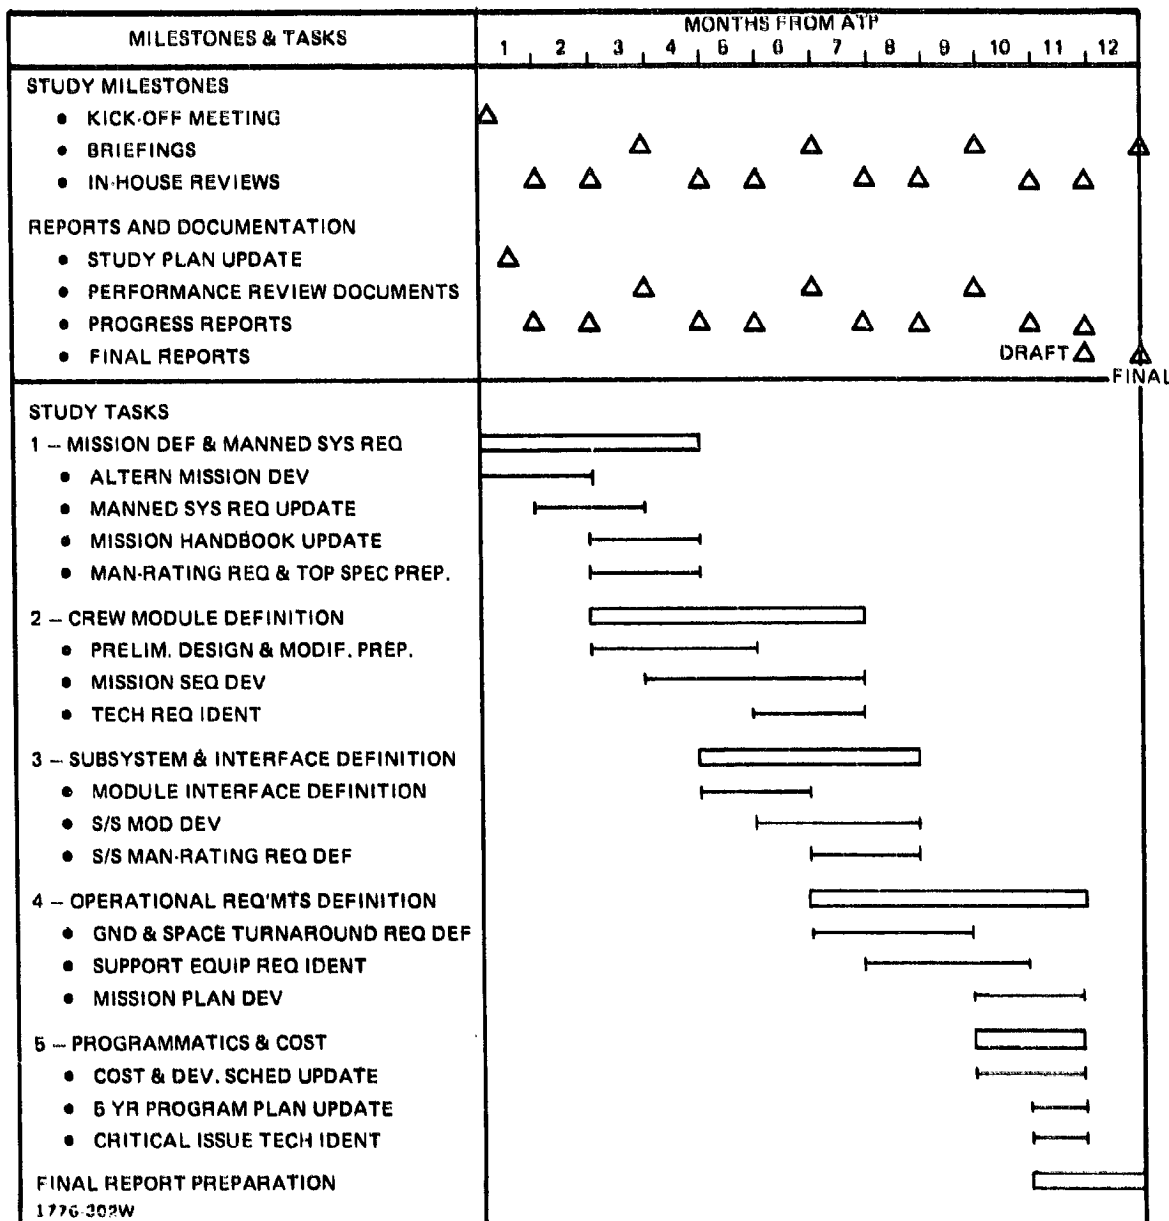 MILESTONES & TASKS
MONTHS FROM ATP
1 2 3 4 5 6 7 8 9 10 11 12
STUDY MILESTONES
• KICK-OFF MEETING
• BRIEFINGS
• IN-HOUSE REVIEWS
REPORTS AND DOCUMENTATION
• STUDY PLAN UPDATE
• PERFORMANCE REVIEW DOCUMENTS
• PROGRESS REPORTS
• FINAL REPORTS
DRAFT
FINAL
STUDY TASKS
1 – MISSION DEF & MANNED SYS REQ
• ALTERN MISSION DEV
• MANNED SYS REQ UPDATE
• MISSION HANDBOOK UPDATE
• MAN-RATING REQ & TOP SPEC PREP.
2 – CREW MODULE DEFINITION
• PRELIM. DESIGN & MODIF. PREP.
• MISSION SEQ DEV
• TECH REQ IDENT
3 – SUBSYSTEM & INTERFACE DEFINITION
• MODULE INTERFACE DEFINITION
• S/S MOD DEV
• S/S MAN-RATING REQ DEF
4 – OPERATIONAL REQ'MTS DEFINITION
• GND & SPACE TURNAROUND REQ DEF
• SUPPORT EQUIP REQ IDENT
• MISSION PLAN DEV
5 – PROGRAMMATICS & COST
• COST & DEV. SCHED UPDATE
• 5 YR PROGRAM PLAN UPDATE
• CRITICAL ISSUE TECH IDENT
FINAL REPORT PREPARATION
1776-302W